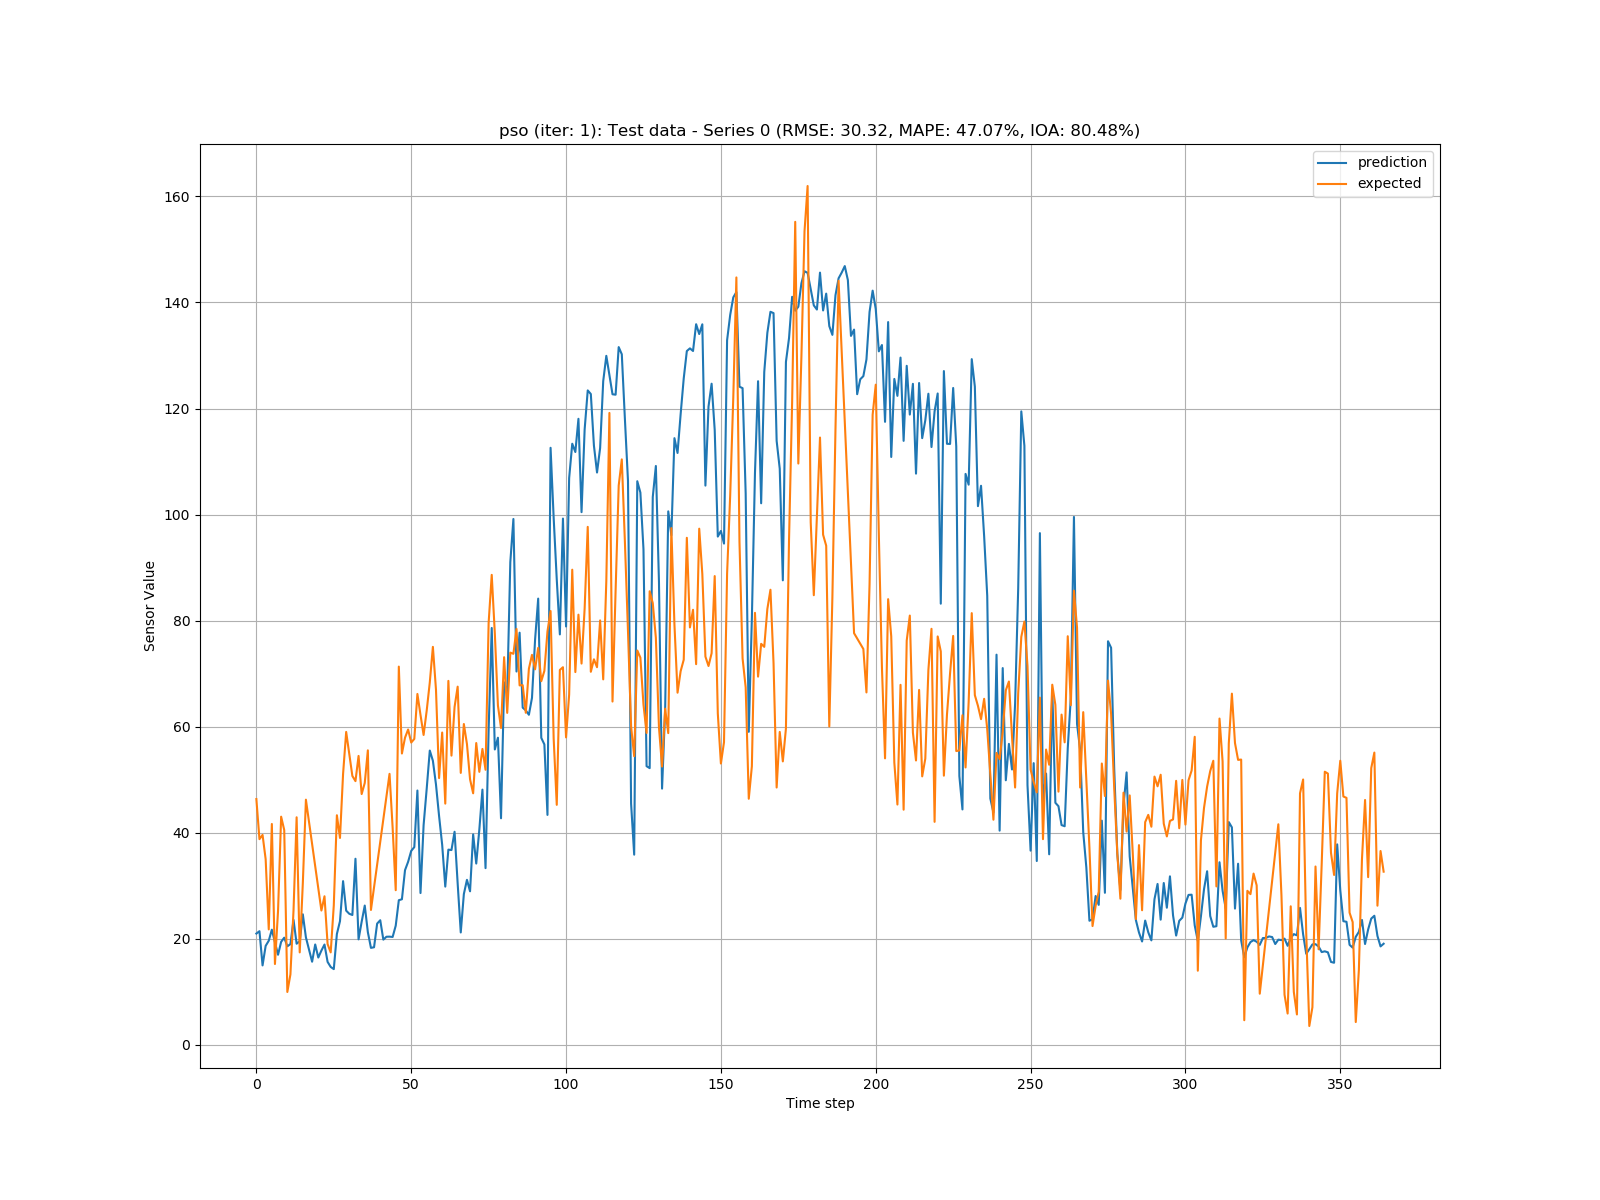 pso (iter: 1): Test data - Series 0 (RMSE: 30.32, MAPE: 47.07%, IOA: 80.48%)
prediction
expected
160
140
120
100
80
60
40
20
0
Sensor Value
0 50 100 150 200 250 300 350
Time step